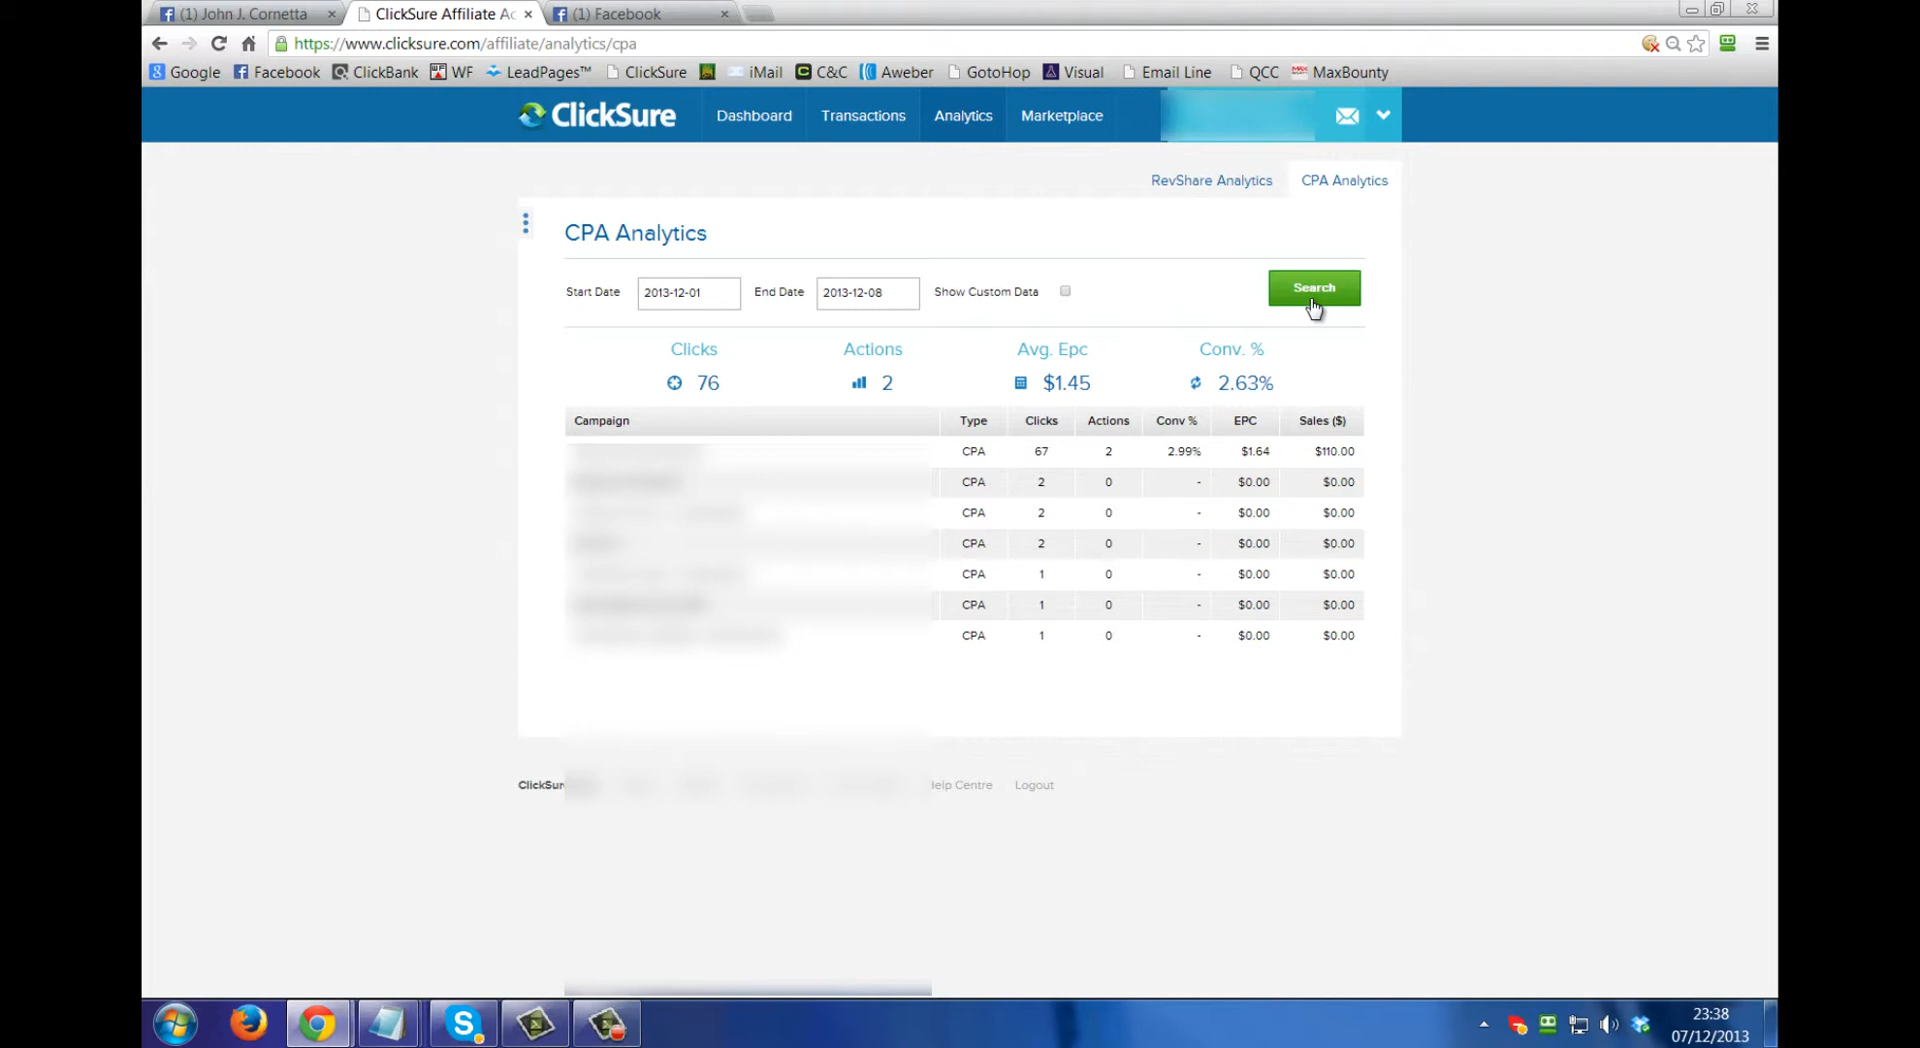 (1) John J. Cornetta
ClickSure Affiliate Ac
(1) Facebook
https://www.clicksure.com/affiliate/analytics/cpa
Google Facebook ClickBank WF LeadPages™ ClickSure iMail C&C Aweber GotoHop Visual Email Line QCC MaxBounty
ClickSure Dashboard Transactions Analytics Marketplace
RevShare Analytics CPA Analytics
CPA Analytics
Start Date 2013-12-01 End Date 2013-12-08 Show Custom Data Search
Clicks Actions Avg. Epc Conv. %
76 2 $1.45 2.63%
Campaign Type Clicks Actions Conv % EPC Sales ($)
CPA 67 2 2.99% $1.64 $110.00
CPA 2 0 - $0.00 $0.00
CPA 2 0 - $0.00 $0.00
CPA 2 0 - $0.00 $0.00
CPA 1 0 - $0.00 $0.00
CPA 1 0 - $0.00 $0.00
CPA 1 0 - $0.00 $0.00
ClickSur elp Centre Logout
23:38
07/12/2013